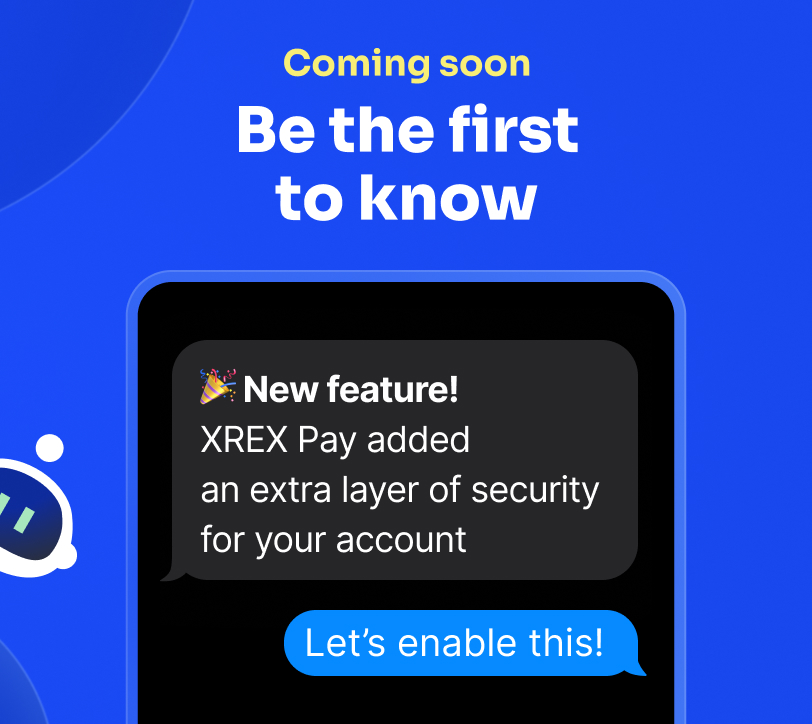 Coming soon
Be the first
to know
🎉 New feature!
XREX Pay added
an extra layer of security
for your account
Let’s enable this!